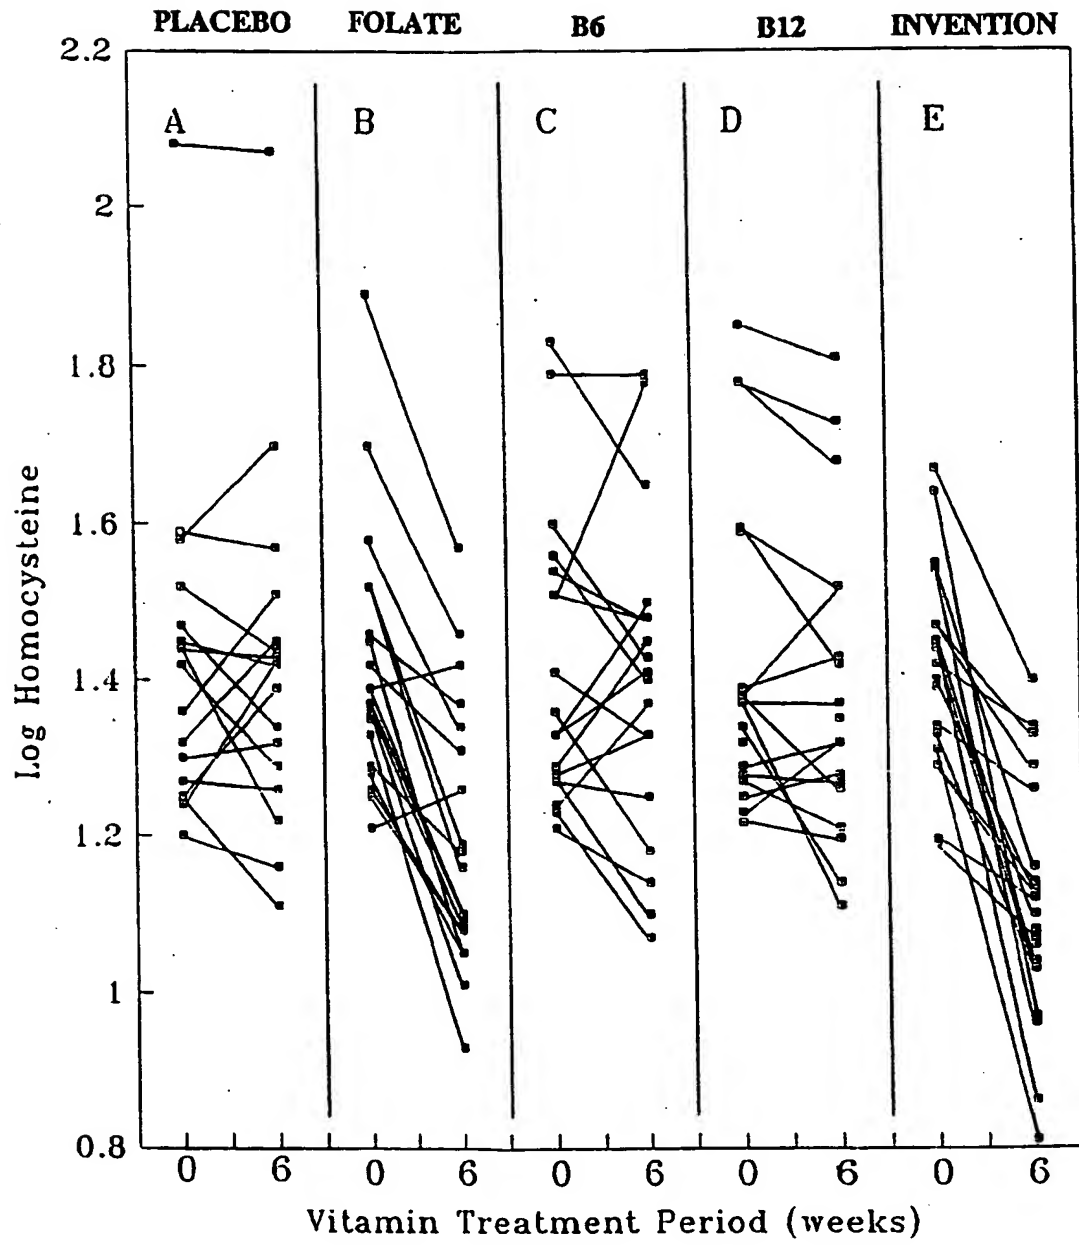 PLACEBO FOLATE B6 B12 INVENTION
2.2
A B C D E
2
1.8
1.6
1.4
1.2
1
0.8
Log Homocysteine
0 6 0 6 0 6 0 6 0 6
Vitamin Treatment Period (weeks)